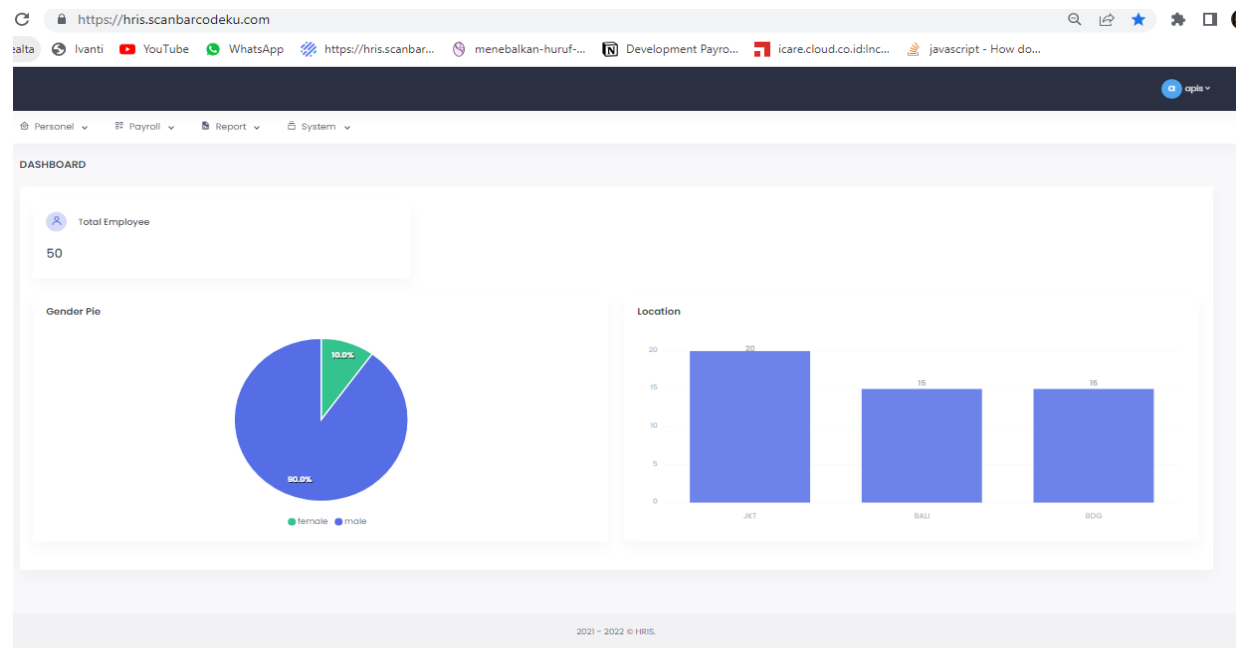 https://hris.scanbarcodeku.com
ealta Ivanti YouTube WhatsApp https://hris.scanbar... menebalkan-huruf-... Development Payro... icare.cloud.co.id:Inc... javascript - How do...
a apis
Personel Payroll Report System
DASHBOARD
Total Employee
50
Gender Pie
10.0%
90.0%
female male
Location
20
15
10
5
0
20
15
15
JKT BALI BDG
2021 - 2022 © HRIS.